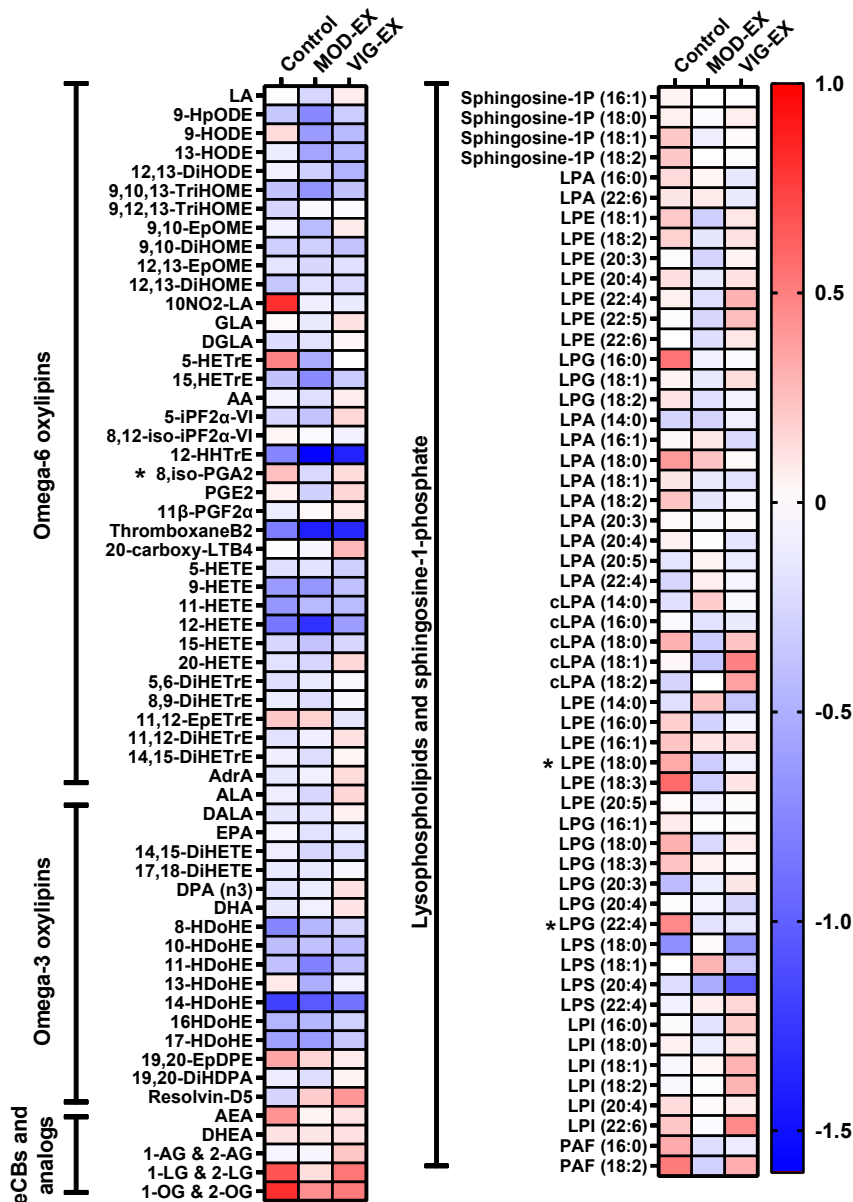 Control
MOD-EX
VIG-EX
Omega-6 oxylipins
LA
9-HpODE
9-HODE
13-HODE
12,13-DiHODE
9,10,13-TriHOME
9,12,13-TriHOME
9,10-EpOME
9,10-DiHOME
12,13-EpOME
12,13-DiHOME
10NO2-LA
GLA
DGLA
5-HETrE
15,HETrE
AA
5-iPF2α-VI
8,12-iso-iPF2α-VI
12-HHTrE
* 8,iso-PGA2
PGE2
11β-PGF2α
ThromboxaneB2
20-carboxy-LTB4
5-HETE
9-HETE
11-HETE
12-HETE
15-HETE
20-HETE
5,6-DiHETrE
8,9-DiHETrE
11,12-EpETrE
11,12-DiHETrE
14,15-DiHETrE
AdrA
Omega-3 oxylipins
ALA
DALA
EPA
14,15-DiHETE
17,18-DiHETE
DPA (n3)
DHA
8-HDoHE
10-HDoHE
11-HDoHE
13-HDoHE
14-HDoHE
16HDoHE
17-HDoHE
19,20-EpDPE
19,20-DiHDPA
Resolvin-D5
eCBs and
analogs
AEA
DHEA
1-AG & 2-AG
1-LG & 2-LG
1-OG & 2-OG
Control
MOD-EX
VIG-EX
Lysophospholipids and sphingosine-1-phosphate
Sphingosine-1P (16:1)
Sphingosine-1P (18:0)
Sphingosine-1P (18:1)
Sphingosine-1P (18:2)
LPA (16:0)
LPA (22:6)
LPE (18:1)
LPE (18:2)
LPE (20:3)
LPE (20:4)
LPE (22:4)
LPE (22:5)
LPE (22:6)
LPG (16:0)
LPG (18:1)
LPG (18:2)
LPA (14:0)
LPA (16:1)
LPA (18:0)
LPA (18:1)
LPA (18:2)
LPA (20:3)
LPA (20:4)
LPA (20:5)
LPA (22:4)
cLPA (14:0)
cLPA (16:0)
cLPA (18:0)
cLPA (18:1)
cLPA (18:2)
LPE (14:0)
LPE (16:0)
LPE (16:1)
* LPE (18:0)
LPE (18:3)
LPE (20:5)
LPG (16:1)
LPG (18:0)
LPG (18:3)
LPG (20:3)
LPG (20:4)
* LPG (22:4)
LPS (18:0)
LPS (18:1)
LPS (20:4)
LPS (22:4)
LPI (16:0)
LPI (18:0)
LPI (18:1)
LPI (18:2)
LPI (20:4)
LPI (22:6)
PAF (16:0)
PAF (18:2)
1.0
0.5
0
-0.5
-1.0
-1.5